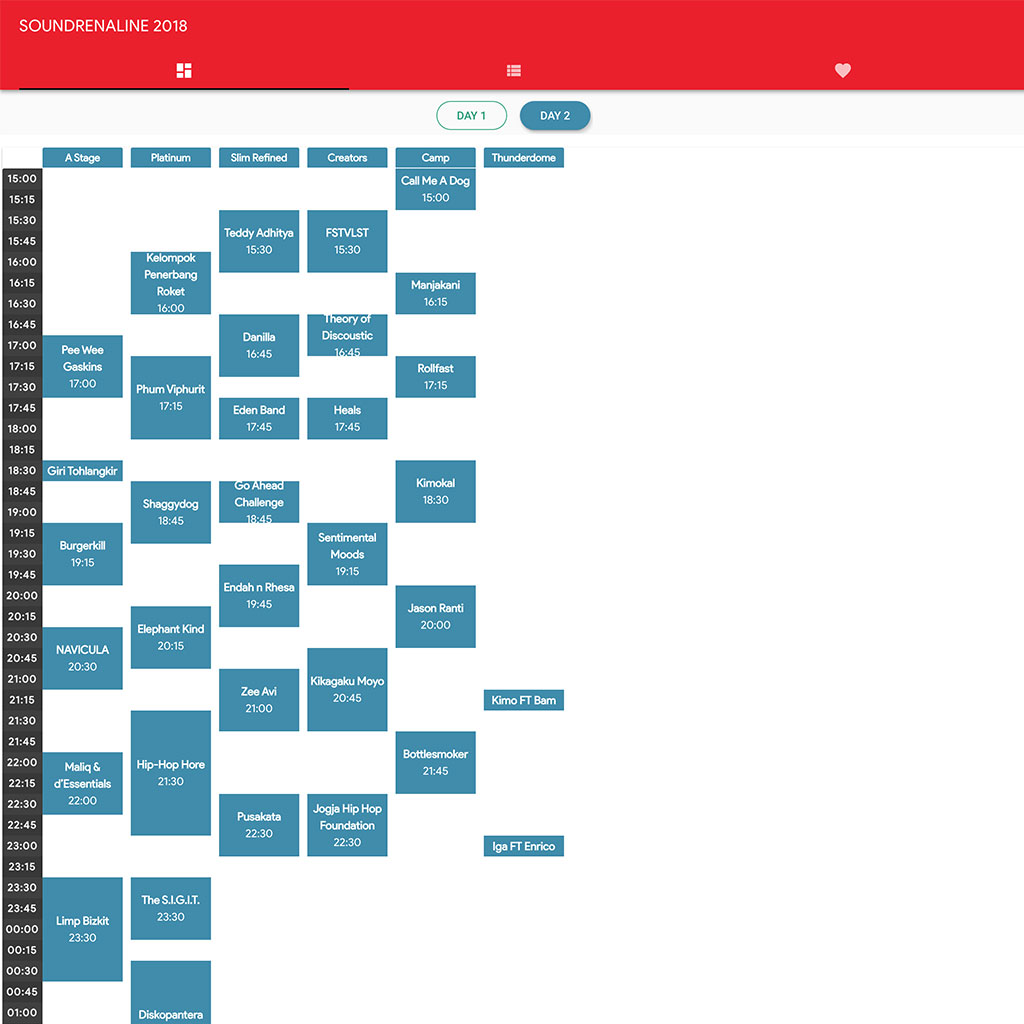 SOUNDRENALINE 2018
DAY 1
DAY 2
A Stage
Platinum
Slim Refined
Creators
Camp
Thunderdome
15:00
15:15
15:30
15:45
16:00
16:15
16:30
16:45
17:00
17:15
17:30
17:45
18:00
18:15
18:30
18:45
19:00
19:15
19:30
19:45
20:00
20:15
20:30
20:45
21:00
21:15
21:30
21:45
22:00
22:15
22:30
22:45
23:00
23:15
23:30
23:45
00:00
00:15
00:30
00:45
01:00
Pee Wee
Gaskins
17:00
Giri Tohlangkir
Burgerkill
19:15
NAVICULA
20:30
Maliq &
d'Essentials
22:00
Limp Bizkit
23:30
Kelompok
Penerbang
Roket
16:00
Phum Viphurit
17:15
Shaggydog
18:45
Elephant Kind
20:15
Hip-Hop Hore
21:30
The S.I.G.I.T.
23:30
Diskopantera
Teddy Adhitya
15:30
Danilla
16:45
Eden Band
17:45
Go Ahead
Challenge
18:45
Endah n Rhesa
19:45
Zee Avi
21:00
Pusakata
22:30
FSTVLST
15:30
Theory of
Discoustic
16:45
Heals
17:45
Sentimental
Moods
19:15
Kikagaku Moyo
20:45
Jogja Hip Hop
Foundation
22:30
Call Me A Dog
15:00
Manjakani
16:15
Rollfast
17:15
Kimokal
18:30
Jason Ranti
20:00
Bottlesmoker
21:45
Kimo FT Bam
Iga FT Enrico